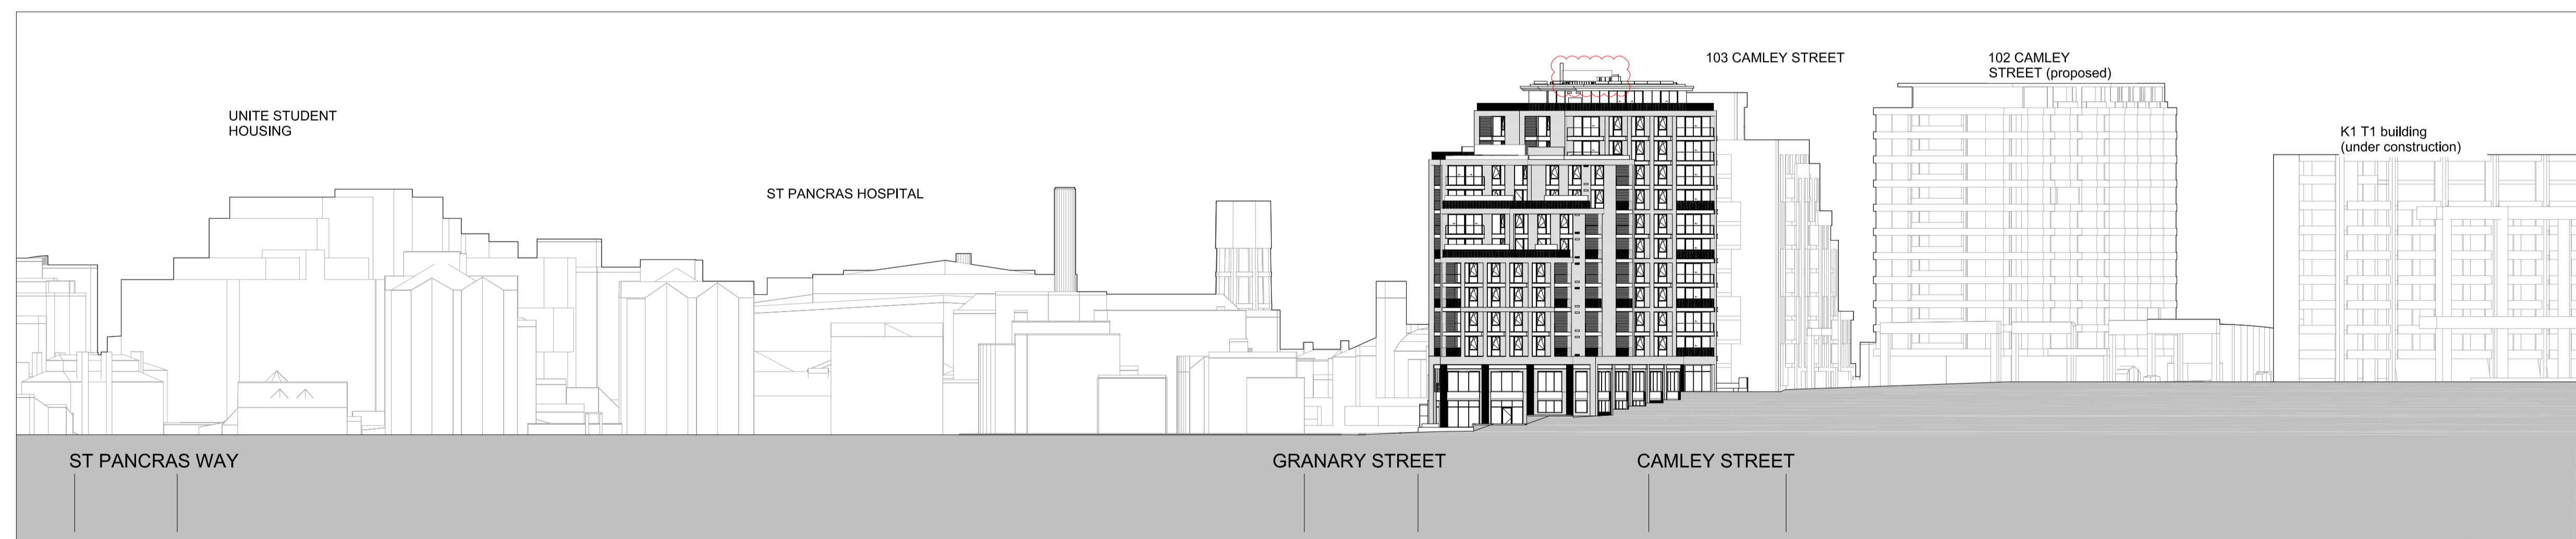 UNITE STUDENT
HOUSING
ST PANCRAS HOSPITAL
103 CAMLEY STREET
102 CAMLEY
STREET (proposed)
K1 T1 building
(under construction)
ST PANCRAS WAY
GRANARY STREET
CAMLEY STREET